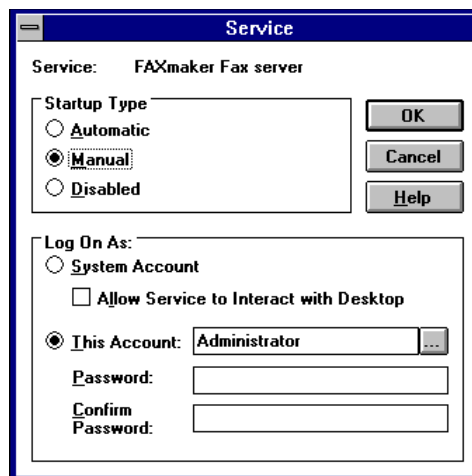 Service
Service: FAXmaker Fax server
Startup Type
Automatic
Manual
Disabled
OK
Cancel
Help
Log On As:
System Account
Allow Service to Interact with Desktop
This Account: Administrator ...
Password:
Confirm
Password: